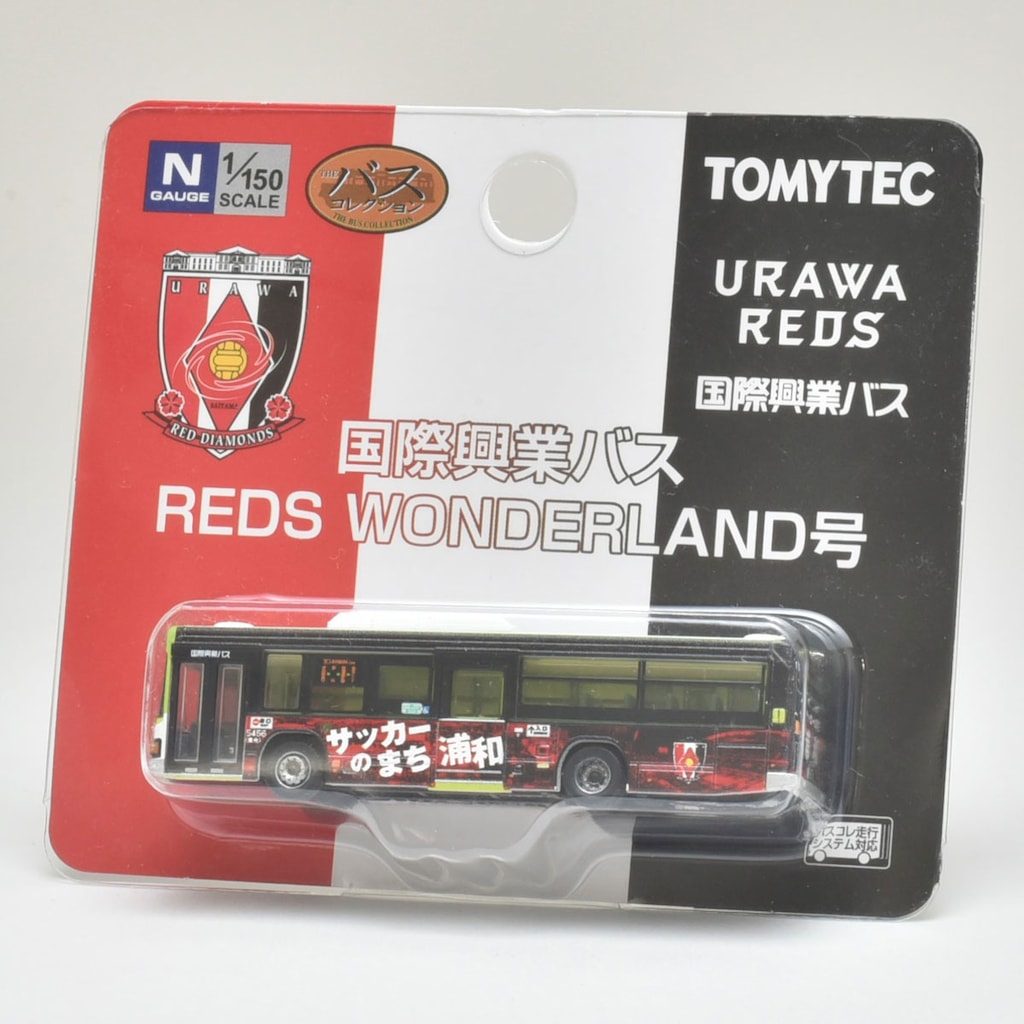 N GAUGE 1/150 SCALE
THE バスコレクション THE BUS COLLECTION
TOMYTEC
URAWA
RED DIAMONDS
URAWA
REDS
国際興業バス
国際興業バス
REDS WONDERLAND号
国際興業バス
5456
サッカー
のまち 浦和
入口
バスコレ走行
システム対応